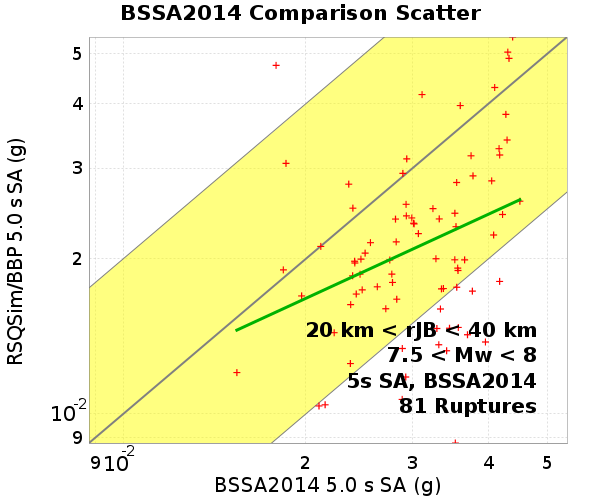 BSSA2014 Comparison Scatter
RSQSim/BBP 5.0 s SA (g)
5
4
3
2
10-2
9
20 km < rJB < 40 km
7.5 < Mw < 8
5s SA, BSSA2014
81 Ruptures
9 10-2 2 3 4 5
BSSA2014 5.0 s SA (g)